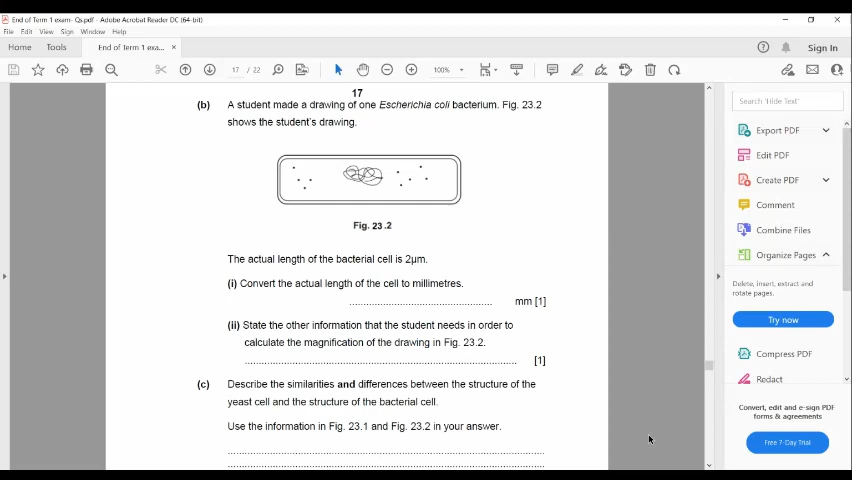 End of Term 1 exam- Qs.pdf - Adobe Acrobat Reader DC (64-bit)
File Edit View Sign Window Help
Home Tools End of Term 1 exa... × Sign In
17 / 22 100%
17
(b) A student made a drawing of one Escherichia coli bacterium. Fig. 23.2
shows the student's drawing.
Fig. 23 .2
The actual length of the bacterial cell is 2μm.
(i) Convert the actual length of the cell to millimetres.
................................................ mm [1]
(ii) State the other information that the student needs in order to
calculate the magnification of the drawing in Fig. 23.2.
........................................................................................... [1]
(c) Describe the similarities and differences between the structure of the
yeast cell and the structure of the bacterial cell.
Use the information in Fig. 23.1 and Fig. 23.2 in your answer.
..........................................................................................................
..........................................................................................................
Search 'Hide Text'
Export PDF
Edit PDF
Create PDF
Comment
Combine Files
Organize Pages
Delete, insert, extract and
rotate pages.
Try now
Compress PDF
Redact
Convert, edit and e-sign PDF
forms & agreements
Free 7-Day Trial